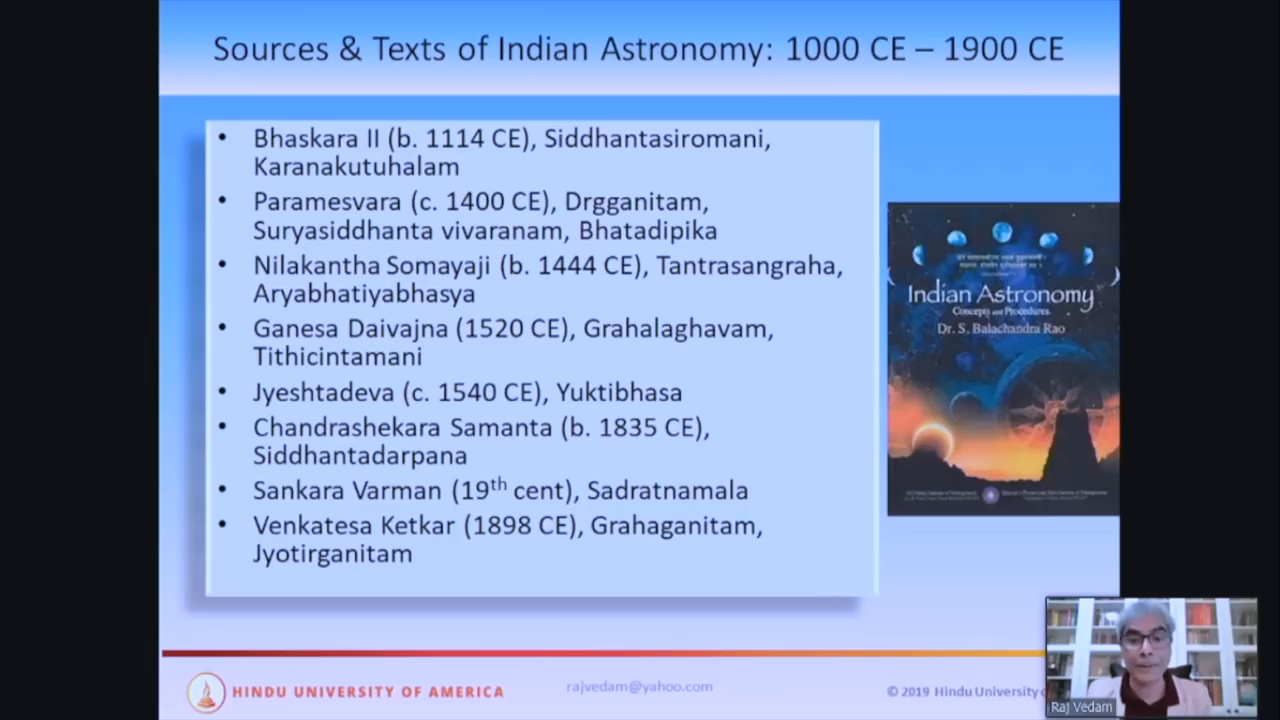 Sources & Texts of Indian Astronomy: 1000 CE – 1900 CE
• Bhaskara II (b. 1114 CE), Siddhantasiromani,
Karanakutuhalam
• Paramesvara (c. 1400 CE), Drgganitam,
Suryasiddhanta vivaranam, Bhatadipika
• Nilakantha Somayaji (b. 1444 CE), Tantrasangraha,
Aryabhatiyabhasya
• Ganesa Daivajna (1520 CE), Grahalaghavam,
Tithicintamani
• Jyeshtadeva (c. 1540 CE), Yuktibhasa
• Chandrashekara Samanta (b. 1835 CE),
Siddhantadarpana
• Sankara Varman (19th cent), Sadratnamala
• Venkatesa Ketkar (1898 CE), Grahaganitam,
Jyotirganitam
Indian Astronomy
Concepts and Procedures
Dr. S. Balachandra Rao
HINDU UNIVERSITY OF AMERICA
rajvedam@yahoo.com
© 2019 Hindu University
Raj Vedam